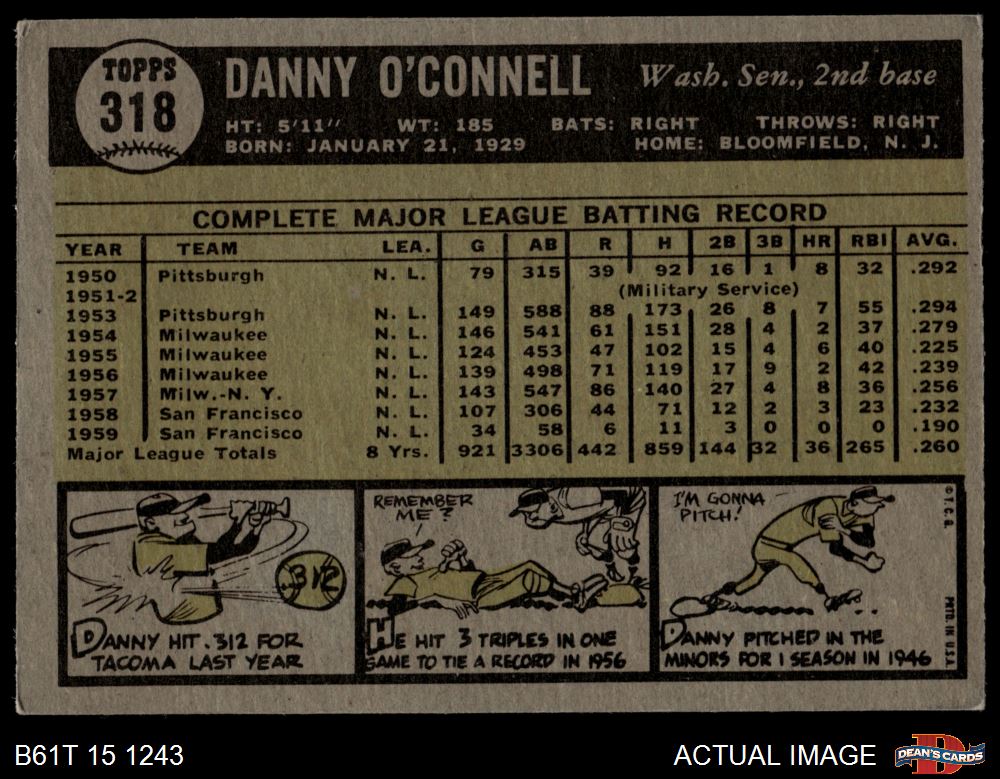 TOPPS
318
DANNY O'CONNELL
Wash. Sen., 2nd base
HT: 5'11" WT: 185 BATS: RIGHT THROWS: RIGHT
BORN: JANUARY 21, 1929 HOME: BLOOMFIELD, N. J.
COMPLETE MAJOR LEAGUE BATTING RECORD
YEAR TEAM LEA. G AB R H 2B 3B HR RBI AVG.
1950 Pittsburgh N. L. 79 315 39 92 16 1 8 32 .292
1951-2 (Military Service)
1953 Pittsburgh N. L. 149 588 88 173 26 8 7 55 .294
1954 Milwaukee N. L. 146 541 61 151 28 4 2 37 .279
1955 Milwaukee N. L. 124 453 47 102 15 4 6 40 .225
1956 Milwaukee N. L. 139 498 71 119 17 9 2 42 .239
1957 Milw.-N. Y. N. L. 143 547 86 140 27 4 8 36 .256
1958 San Francisco N. L. 107 306 44 71 12 2 3 23 .232
1959 San Francisco N. L. 34 58 6 11 3 0 0 0 .190
Major League Totals 8 Yrs. 921 3306 442 859 144 32 36 265 .260
312
DANNY HIT .312 FOR
TACOMA LAST YEAR
REMEMBER
ME?
HE HIT 3 TRIPLES IN ONE
GAME TO TIE A RECORD IN 1956
I'M GONNA
PITCH!
DANNY PITCHED IN THE
MINORS FOR 1 SEASON IN 1946
© T. C. G.
PRTD. IN U.S.A.
B61T 15 1243
ACTUAL IMAGE
D
DEAN'S CARDS